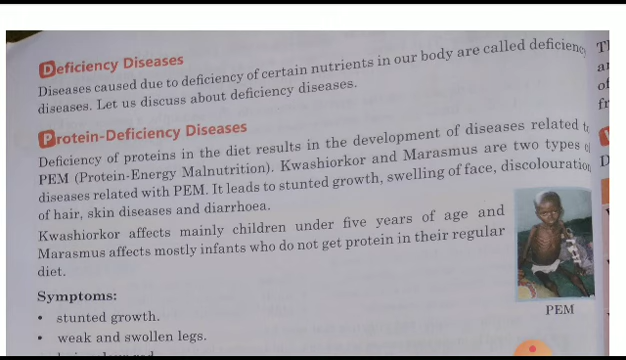 Deficiency Diseases
Diseases caused due to deficiency of certain nutrients in our body are called deficiency
diseases. Let us discuss about deficiency diseases.
Protein-Deficiency Diseases
Deficiency of proteins in the diet results in the development of diseases related to
PEM (Protein-Energy Malnutrition). Kwashiorkor and Marasmus are two types of
diseases related with PEM. It leads to stunted growth, swelling of face, discolouration
of hair, skin diseases and diarrhoea.
Kwashiorkor affects mainly children under five years of age and
Marasmus affects mostly infants who do not get protein in their regular
diet.
PEM
Symptoms:
• stunted growth.
• weak and swollen legs.